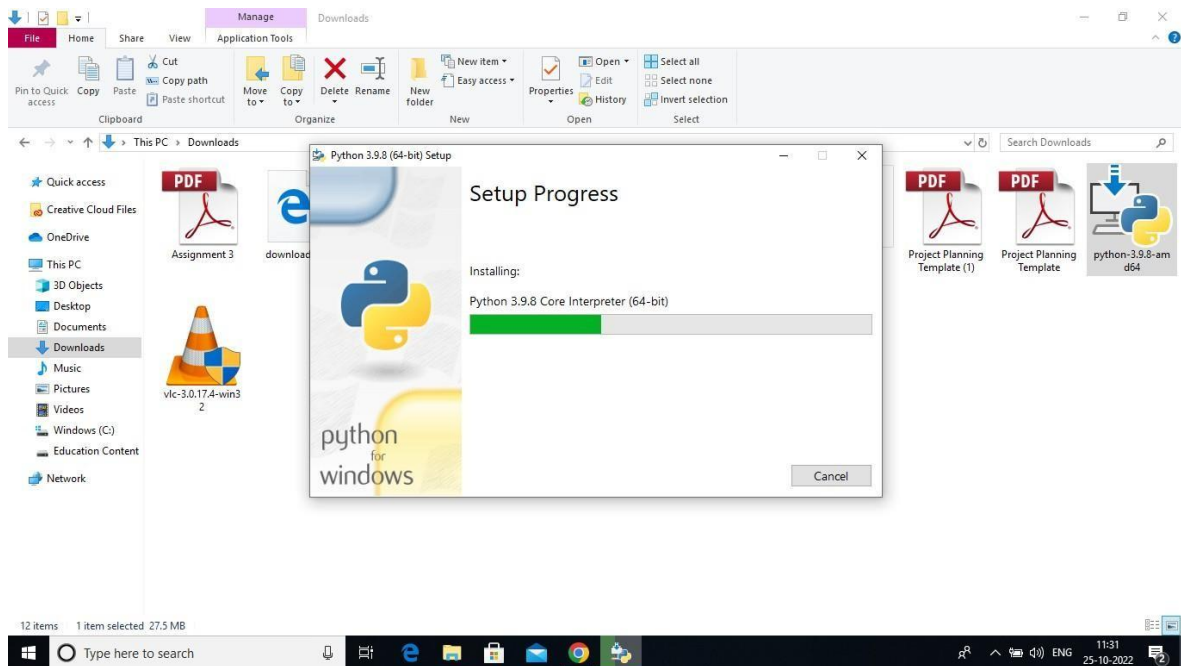 Manage
Downloads
File
Home
Share
View
Application Tools
Pin to Quick access
Copy
Paste
Cut
Copy path
Paste shortcut
Move to
Copy to
Delete
Rename
New folder
New item
Easy access
Properties
Open
Edit
History
Select all
Select none
Invert selection
Clipboard
Organize
New
Open
Select
This PC > Downloads
Search Downloads
Quick access
Creative Cloud Files
OneDrive
This PC
3D Objects
Desktop
Documents
Downloads
Music
Pictures
Videos
Windows (C:)
Education Content
Network
PDF
Assignment 3
download
vlc-3.0.17.4-win3
2
Python 3.9.8 (64-bit) Setup
Setup Progress
Installing:
Python 3.9.8 Core Interpreter (64-bit)
python
for
windows
Cancel
PDF
Project Planning
Template (1)
PDF
Project Planning
Template
python-3.9.8-am
d64
12 items 1 item selected 27.5 MB
Type here to search
ENG
11:31
25-10-2022
2